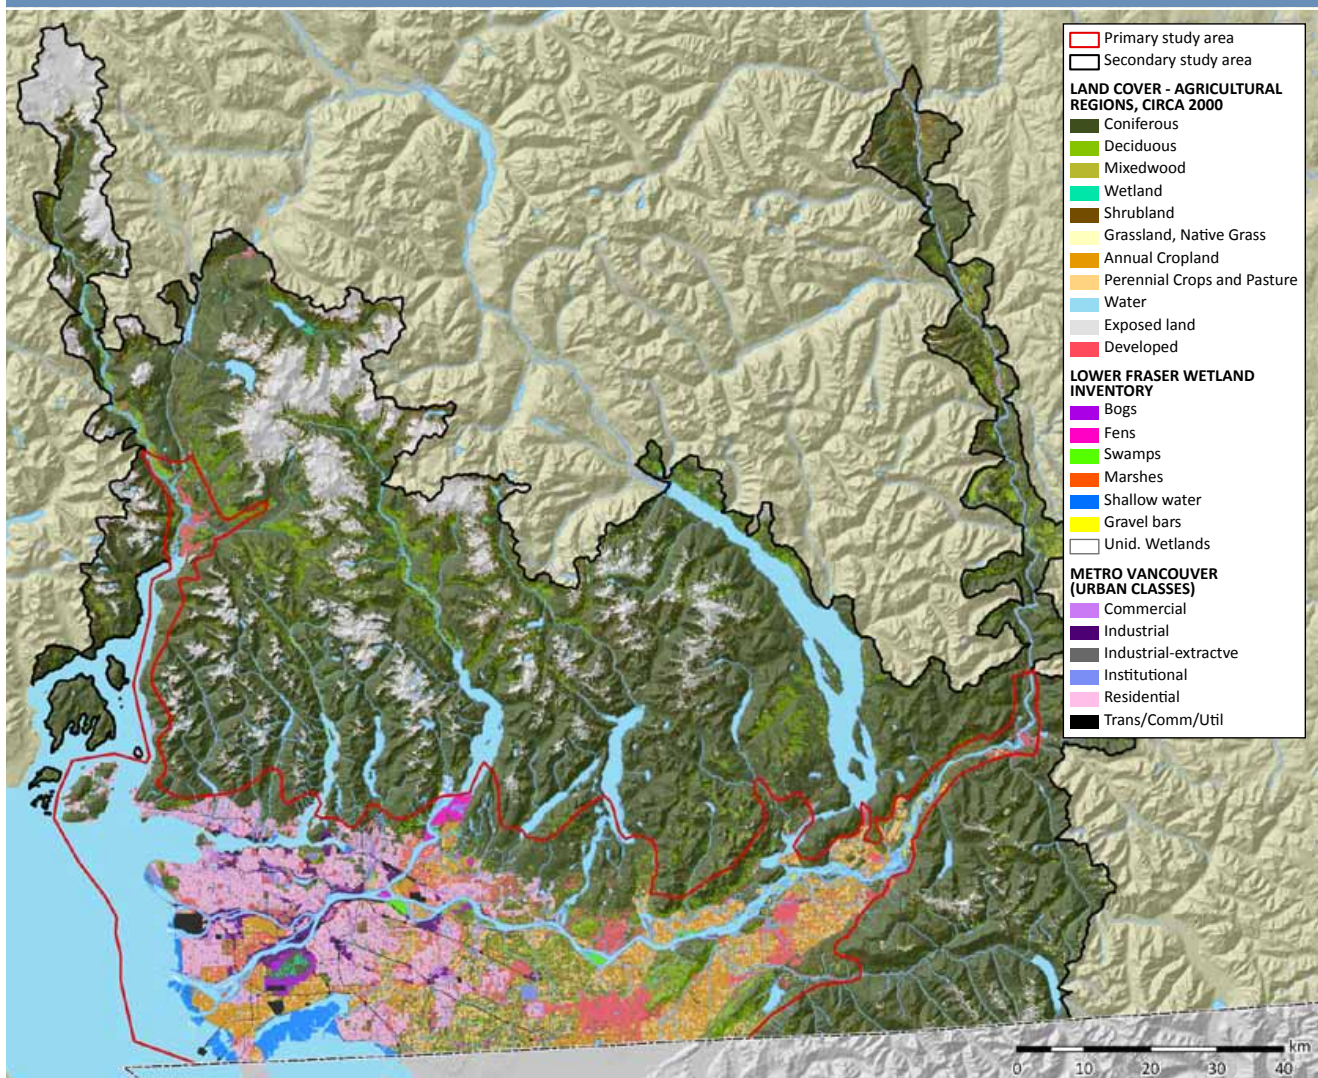 Primary study area
Secondary study area
LAND COVER - AGRICULTURAL
REGIONS, CIRCA 2000
Coniferous
Deciduous
Mixedwood
Wetland
Shrubland
Grassland, Native Grass
Annual Cropland
Perennial Crops and Pasture
Water
Exposed land
Developed
LOWER FRASER WETLAND
INVENTORY
Bogs
Fens
Swamps
Marshes
Shallow water
Gravel bars
Unid. Wetlands
METRO VANCOUVER
(URBAN CLASSES)
Commercial
Industrial
Industrial-extractve
Institutional
Residential
Trans/Comm/Util
km
0 10 20 30 40